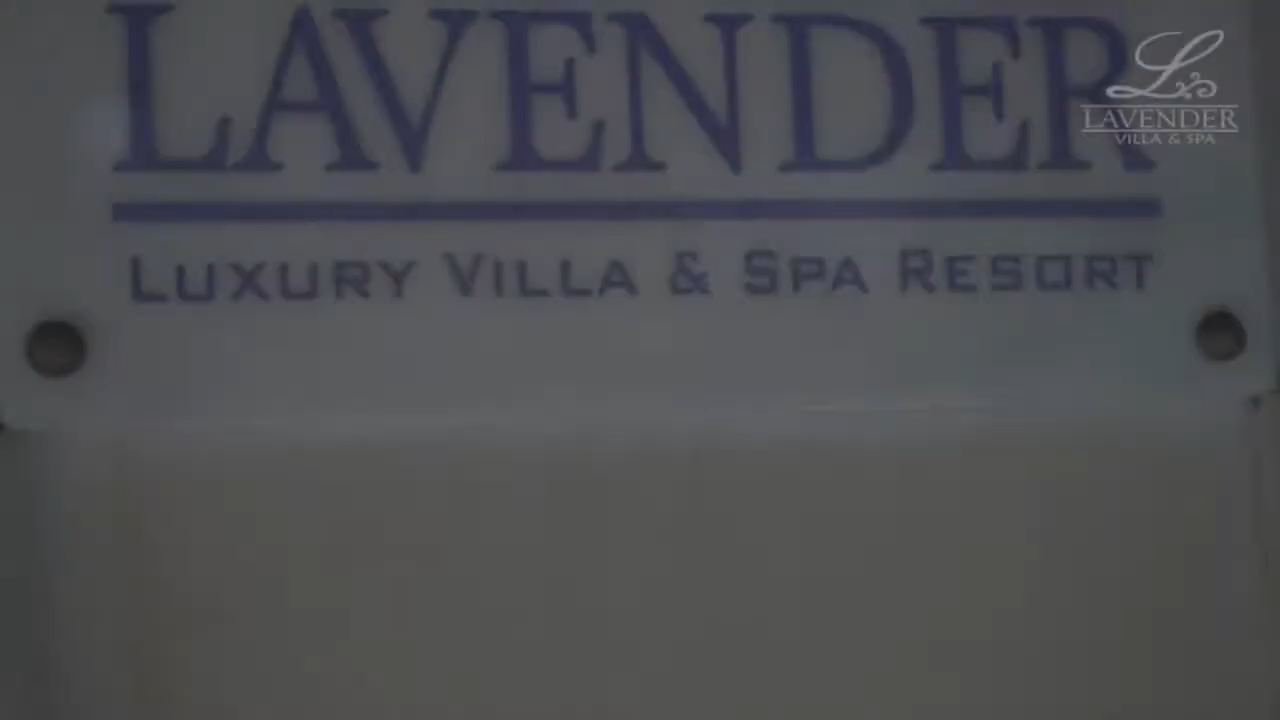 LAVENDER
LUXURY VILLA & SPA RESORT
L
LAVENDER
VILLA & SPA